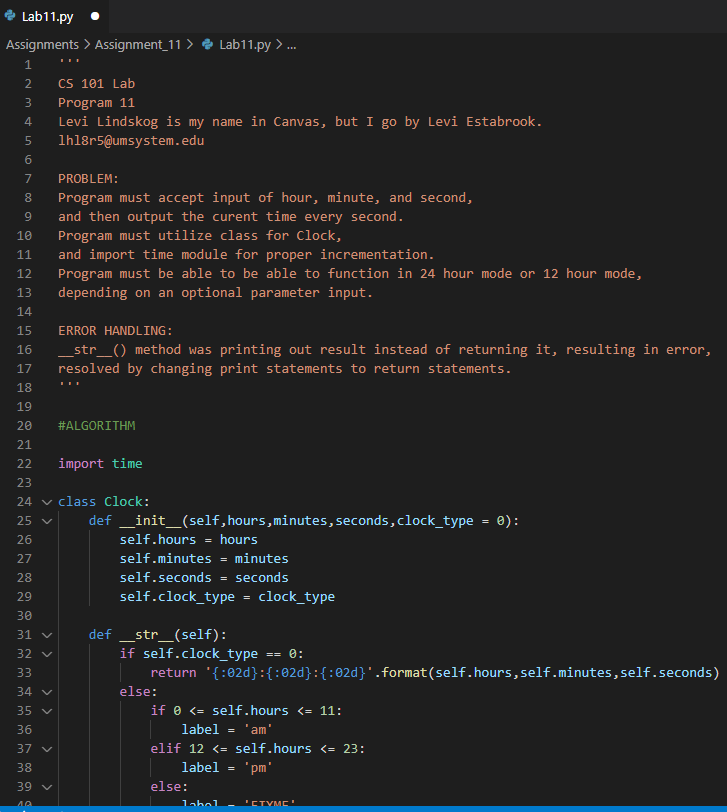 Lab11.py
Assignments > Assignment_11 > Lab11.py > ...
1 '''
2 CS 101 Lab
3 Program 11
4 Levi Lindskog is my name in Canvas, but I go by Levi Estabrook.
5 lhl8r5@umsystem.edu
6
7 PROBLEM:
8 Program must accept input of hour, minute, and second,
9 and then output the curent time every second.
10 Program must utilize class for Clock,
11 and import time module for proper incrementation.
12 Program must be able to be able to function in 24 hour mode or 12 hour mode,
13 depending on an optional parameter input.
14
15 ERROR HANDLING:
16 __str__() method was printing out result instead of returning it, resulting in error,
17 resolved by changing print statements to return statements.
18 '''
19
20 #ALGORITHM
21
22 import time
23
24 class Clock:
25     def __init__(self,hours,minutes,seconds,clock_type = 0):
26         self.hours = hours
27         self.minutes = minutes
28         self.seconds = seconds
29         self.clock_type = clock_type
30
31     def __str__(self):
32         if self.clock_type == 0:
33             return '{:02d}:{:02d}:{:02d}'.format(self.hours,self.minutes,self.seconds)
34         else:
35             if 0 <= self.hours <= 11:
36                 label = 'am'
37             elif 12 <= self.hours <= 23:
38                 label = 'pm'
39             else:
40                 label = 'FIXME'